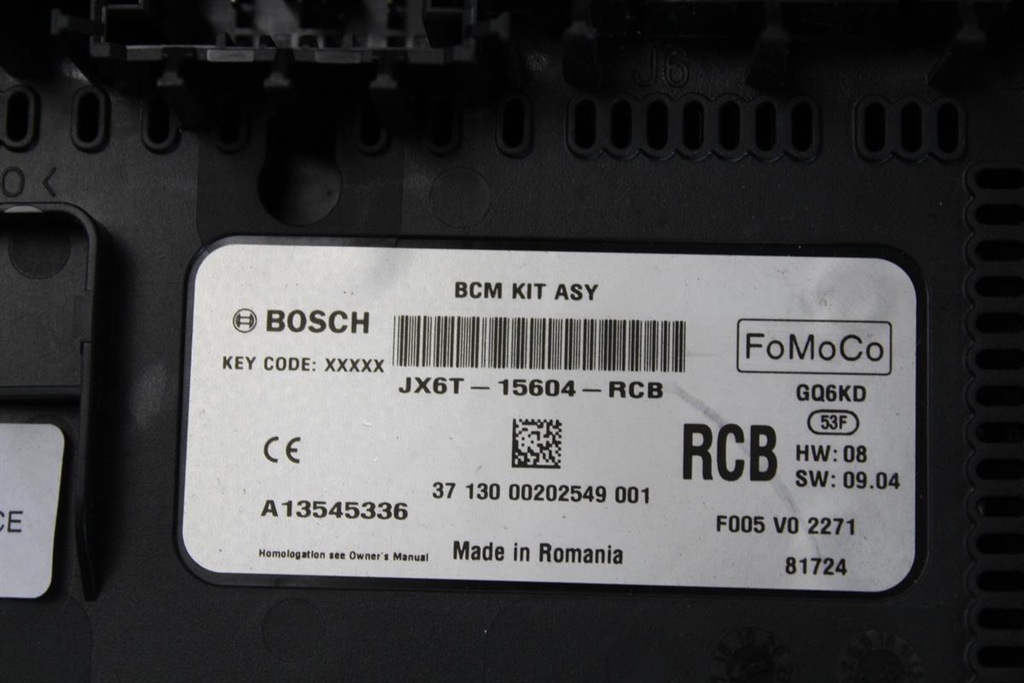 J6
O <
BCM KIT ASY
BOSCH
KEY CODE: XXXXX
FoMoCo
JX6T - 15604 - RCB
GQ6KD
53F
RCB
HW: 08
SW: 09.04
CE
37 130 00202549 001
A13545336
F005 V0 2271
Homologation see Owner's Manual
Made in Romania
81724
CE